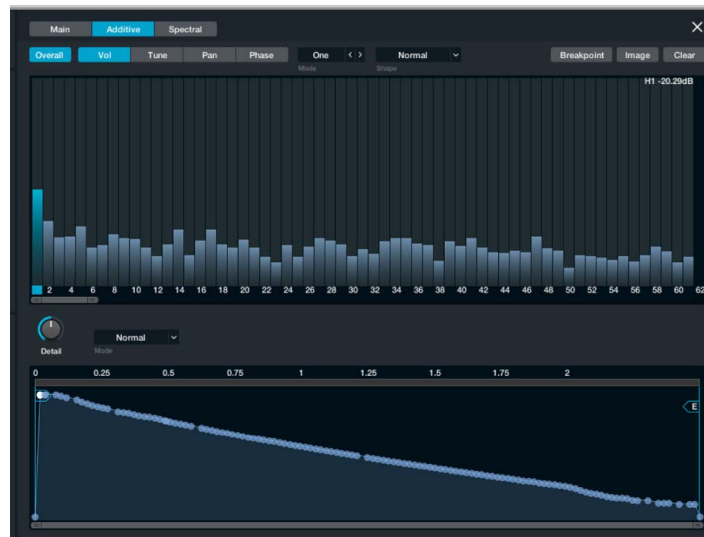 Main Additive Spectral
Overall Vol Tune Pan Phase One < > Normal Breakpoint Image Clear
Mode Shape
H1 -20.29dB
2 4 6 8 10 12 14 16 18 20 22 24 26 28 30 32 34 36 38 40 42 44 46 48 50 52 54 56 58 60 62
Normal
Detail Mode
0 0.25 0.5 0.75 1 1.25 1.5 1.75 2
E